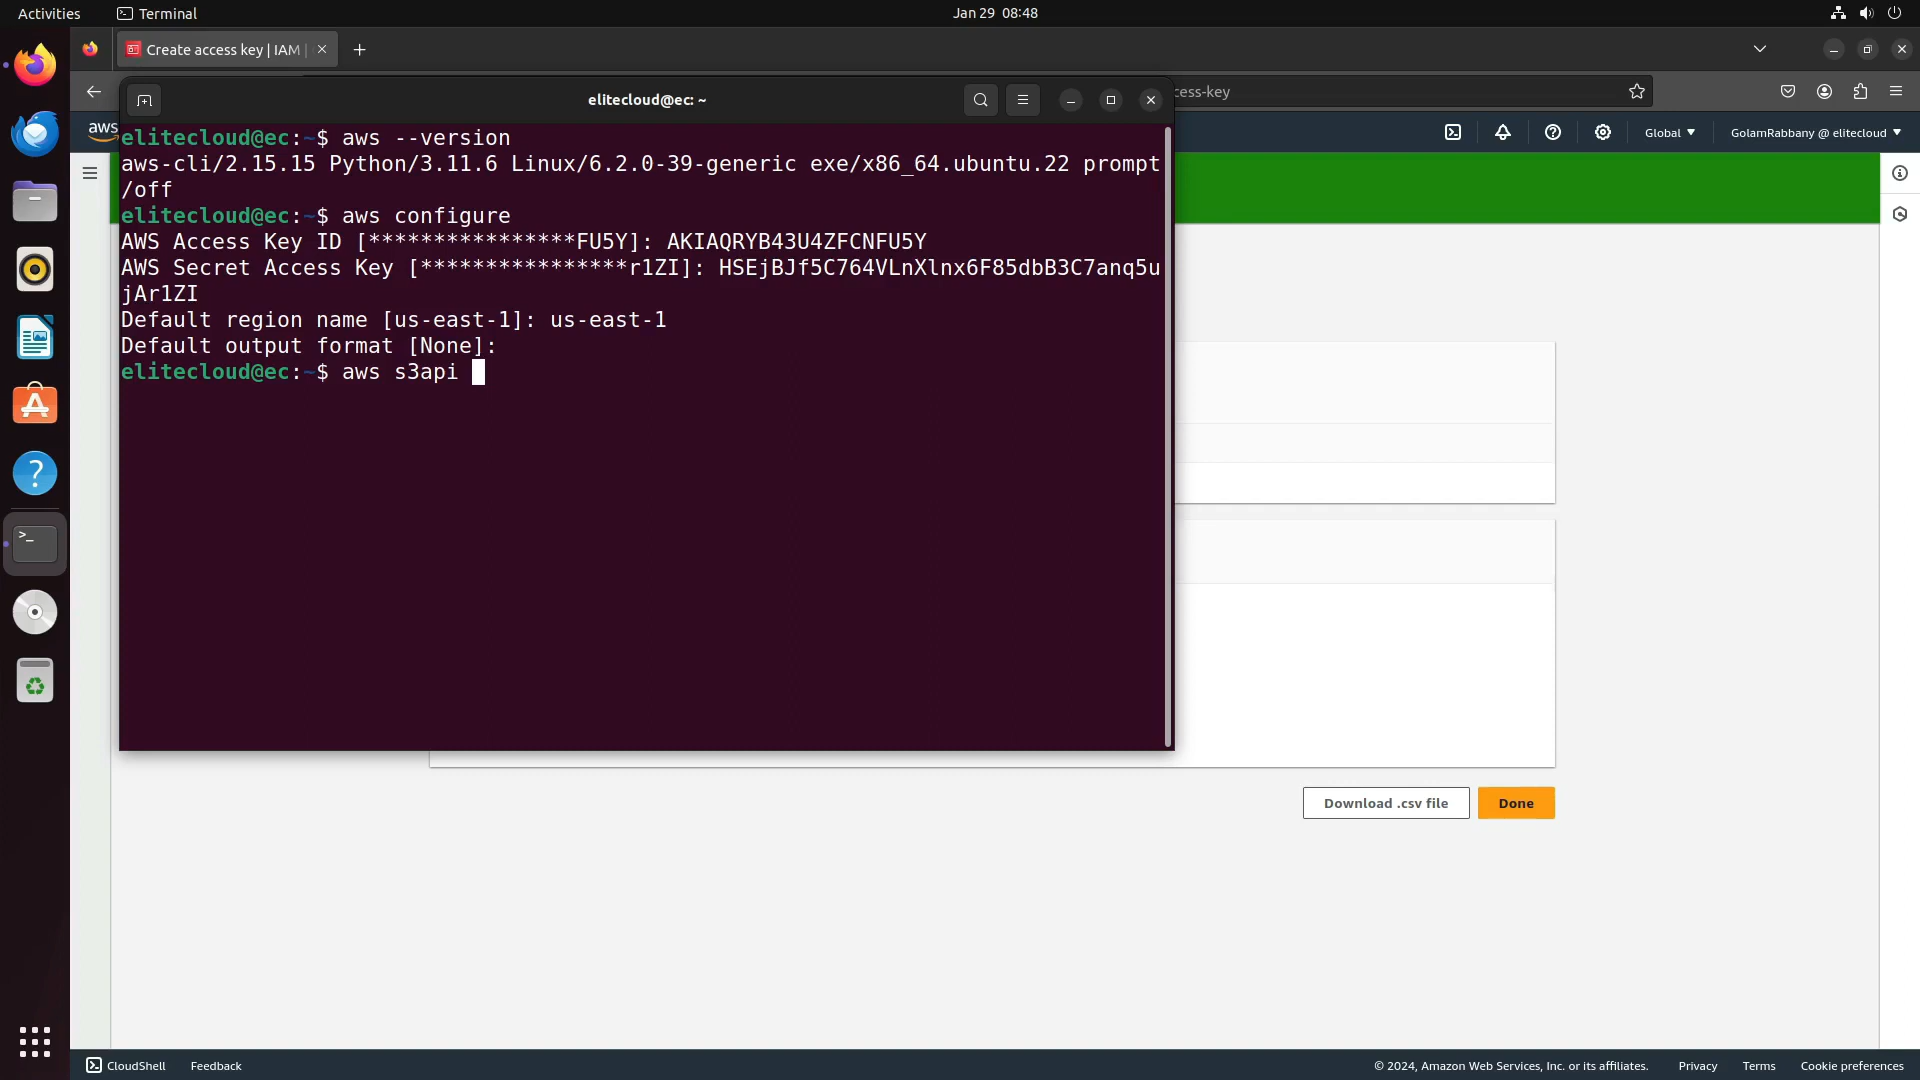 Activities
Terminal
Jan 29 08:48
Create access key | IAM |
cess-key
elitecloud@ec: ~
aws
Global
GolamRabbany @ elitecloud
elitecloud@ec:~$ aws --version
aws-cli/2.15.15 Python/3.11.6 Linux/6.2.0-39-generic exe/x86_64.ubuntu.22 prompt
/off
elitecloud@ec:~$ aws configure
AWS Access Key ID [****************FU5Y]: AKIAQRYB43U4ZFCNFU5Y
AWS Secret Access Key [****************r1ZI]: HSEjBJf5C764VLnXlnx6F85dbB3C7anq5u
jAr1ZI
Default region name [us-east-1]: us-east-1
Default output format [None]:
elitecloud@ec:~$ aws s3api
Download .csv file
Done
CloudShell
Feedback
© 2024, Amazon Web Services, Inc. or its affiliates.
Privacy
Terms
Cookie preferences